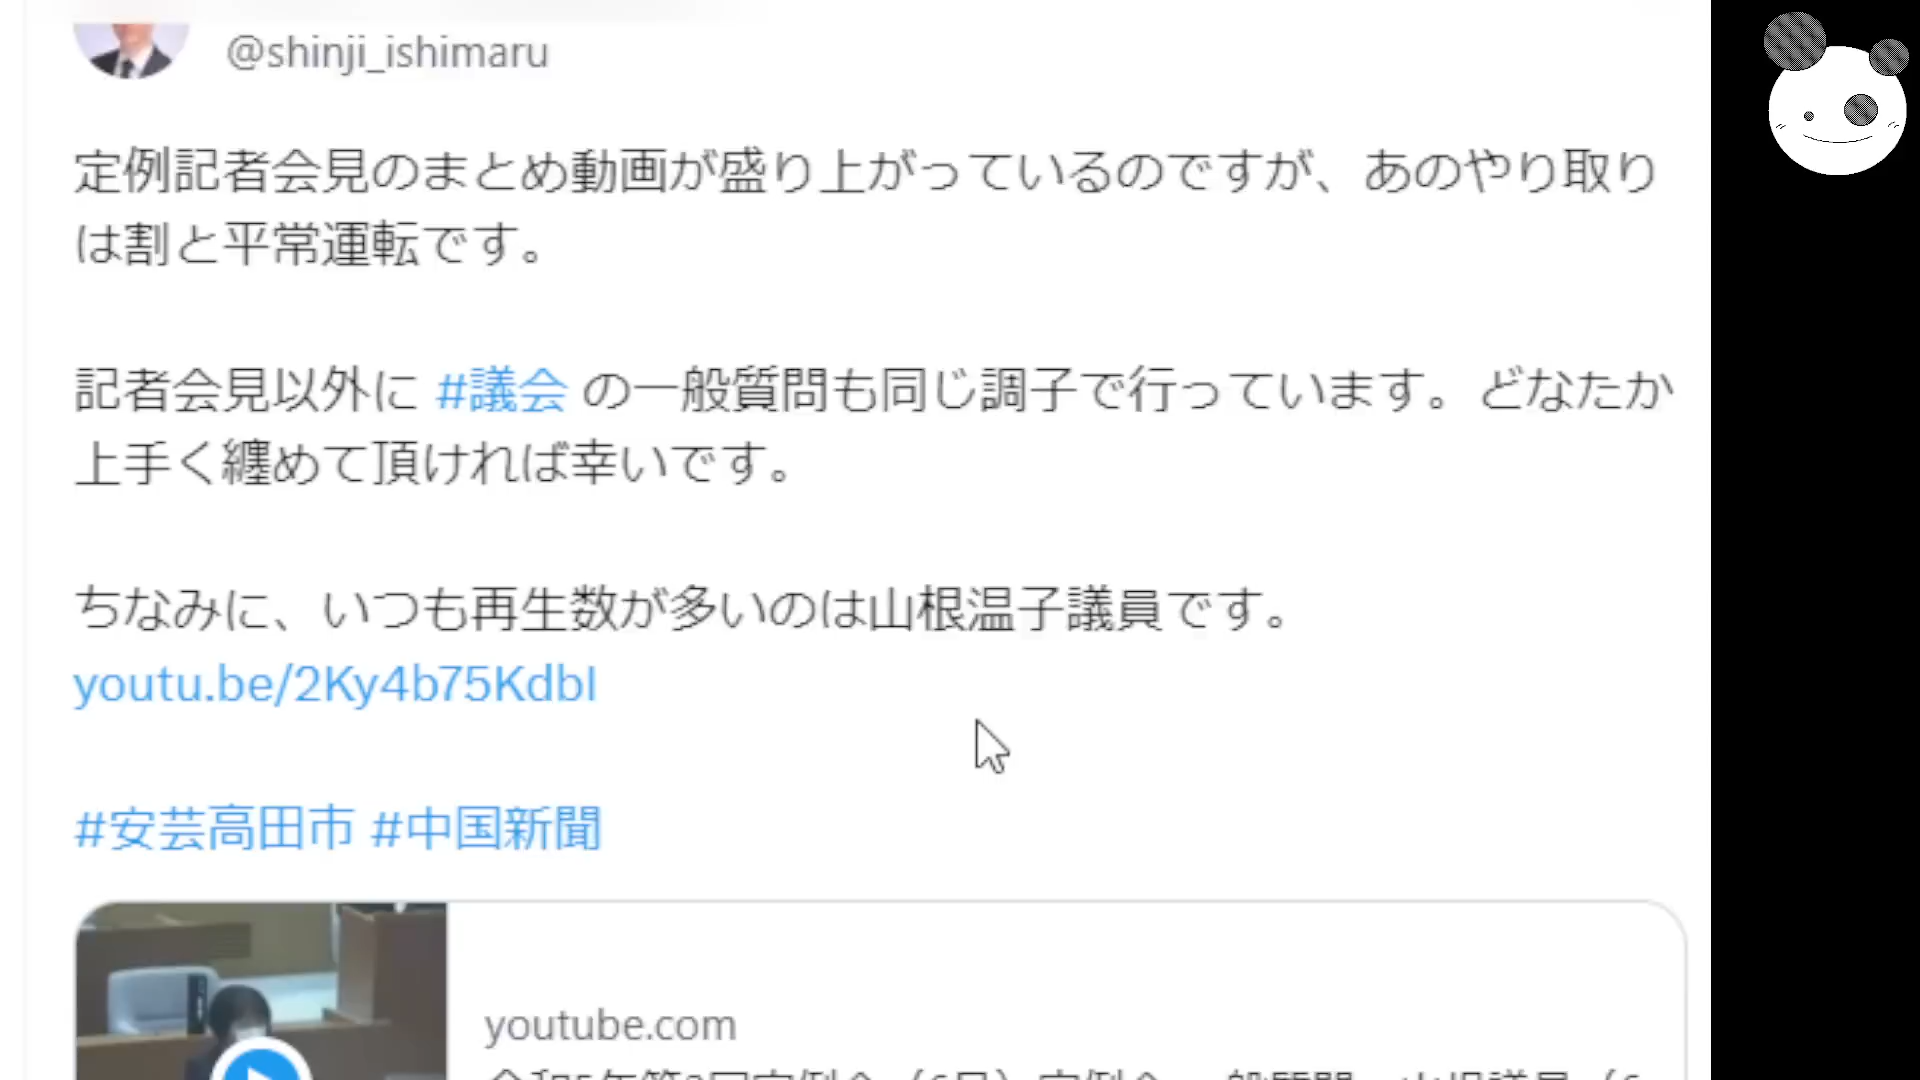 @shinji_ishimaru
定例記者会見のまとめ動画が盛り上がっているのですが、あのやり取り
は割と平常運転です。
記者会見以外に #議会 の一般質問も同じ調子で行っています。どなたか
上手く纏めて頂ければ幸いです。
ちなみに、いつも再生数が多いのは山根温子議員です。
youtu.be/2Ky4b75KdbI
#安芸高田市 #中国新聞
youtube.com